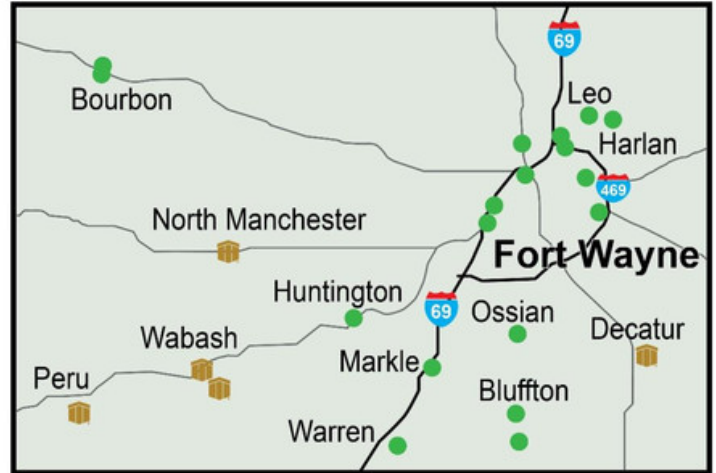 69
Leo
Bourbon
Harlan
469
North Manchester
Fort Wayne
Huntington
69
Ossian
Wabash
Decatur
Markle
Peru
Bluffton
Warren